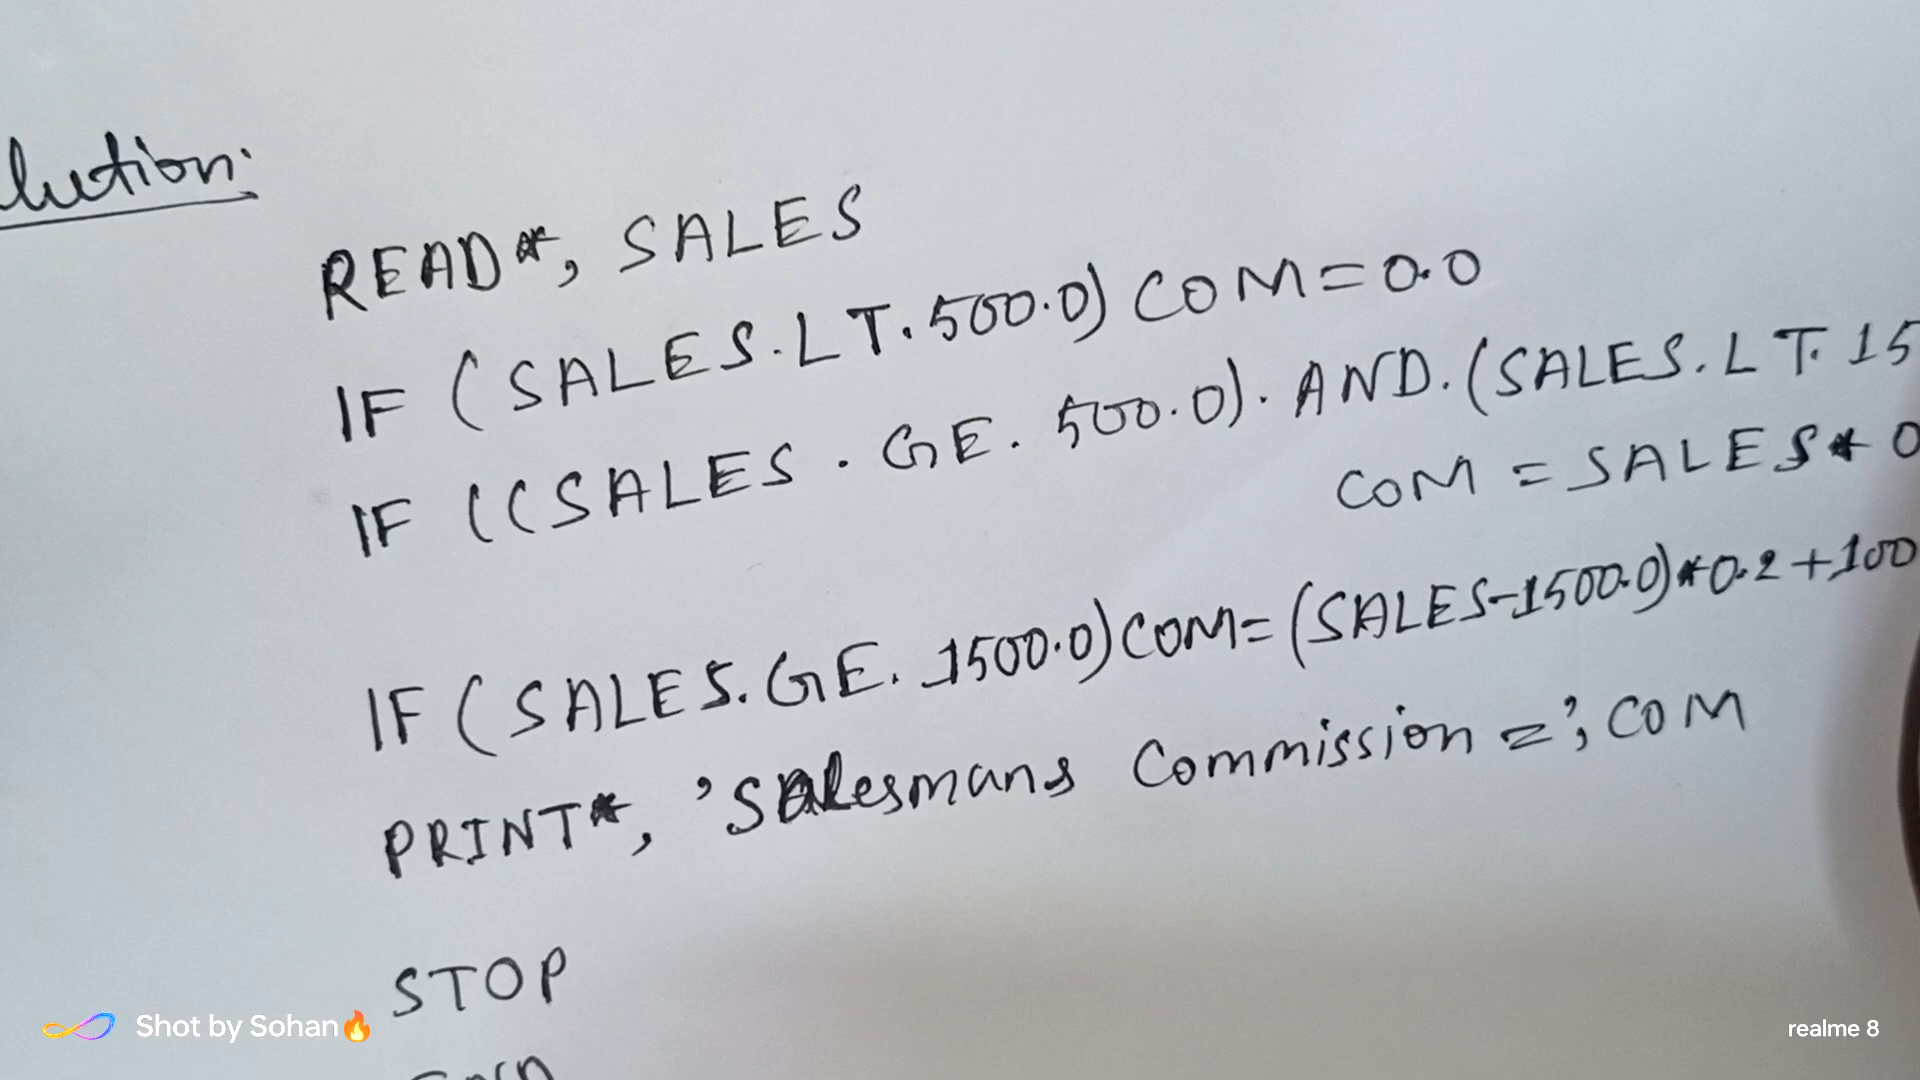 lution:
READ*, SALES
IF (SALES.LT.500.0) COM=0.0
IF ((SALES.GE.500.0).AND.(SALES.LT.15
COM = SALES* 0
IF (SALES.GE.1500.0)COM=(SALES-1500.0)*0.2+100
PRINT*, 'Salesmans Commission =', COM
STOP
Shot by Sohan🔥
realme 8